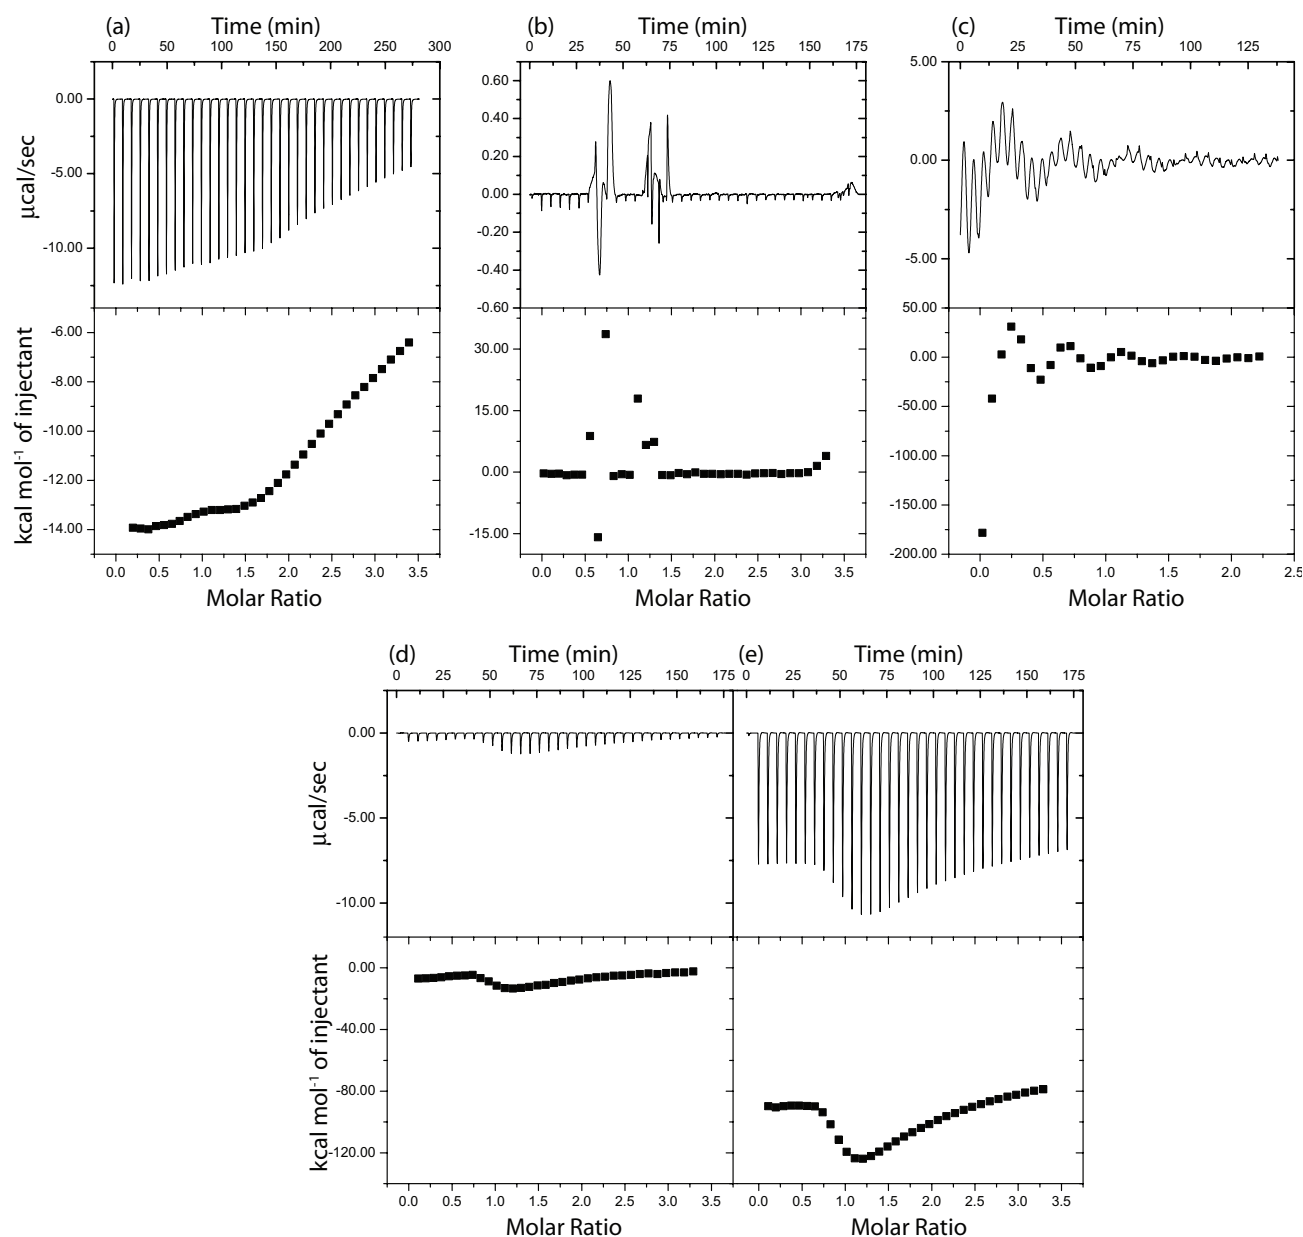 (a) Time (min) (b) Time (min) (c) Time (min)
0 50 100 150 200 250 300 0 25 50 75 100 125 150 175 0 25 50 75 100 125
µcal/sec
0.00
-5.00
-10.00
0.60
0.40
0.20
0.00
-0.20
-0.40
-0.60
5.00
0.00
-5.00
kcal mol⁻¹ of injectant
-6.00
-8.00
-10.00
-12.00
-14.00
30.00
15.00
0.00
-15.00
50.00
0.00
-50.00
-100.00
-150.00
-200.00
0.0 0.5 1.0 1.5 2.0 2.5 3.0 3.5 0.0 0.5 1.0 1.5 2.0 2.5 3.0 3.5 0.0 0.5 1.0 1.5 2.0 2.5
Molar Ratio Molar Ratio Molar Ratio
(d) Time (min) (e) Time (min)
0 25 50 75 100 125 150 175 0 25 50 75 100 125 150 175
µcal/sec
0.00
-5.00
-10.00
kcal mol⁻¹ of injectant
0.00
-40.00
-80.00
-120.00
0.0 0.5 1.0 1.5 2.0 2.5 3.0 3.5 0.0 0.5 1.0 1.5 2.0 2.5 3.0 3.5
Molar Ratio Molar Ratio